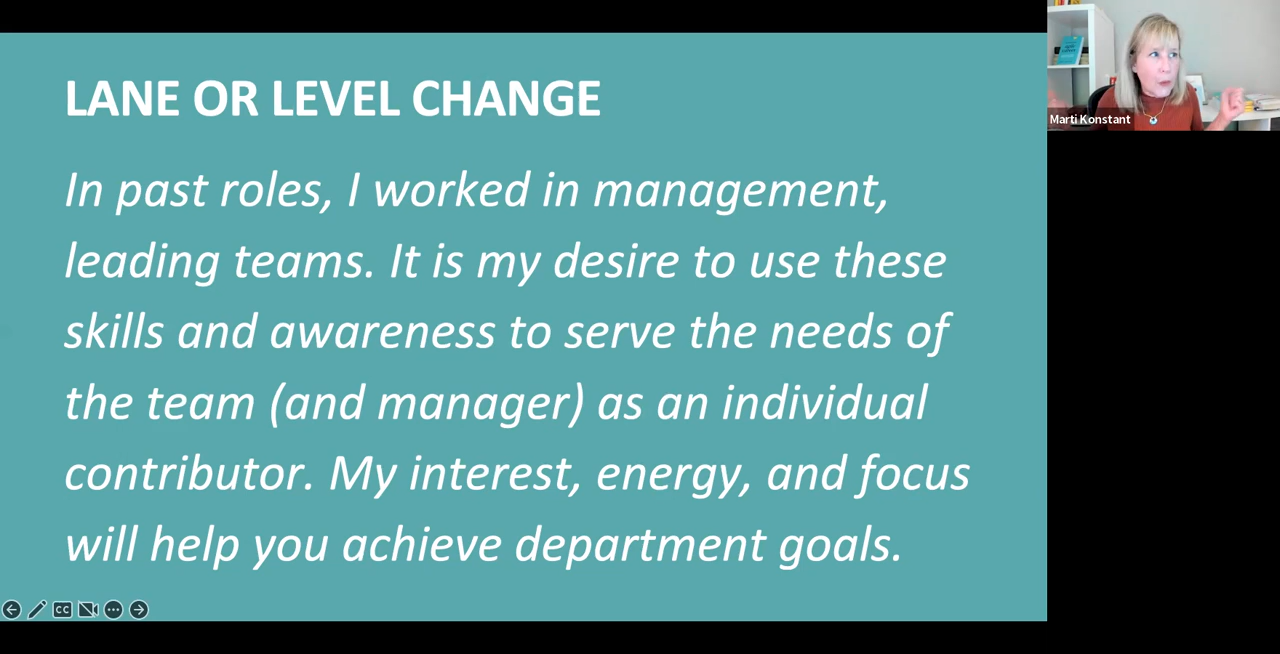 LANE OR LEVEL CHANGE
In past roles, I worked in management,
leading teams. It is my desire to use these
skills and awareness to serve the needs of
the team (and manager) as an individual
contributor. My interest, energy, and focus
will help you achieve department goals.
Marti Konstant
CC